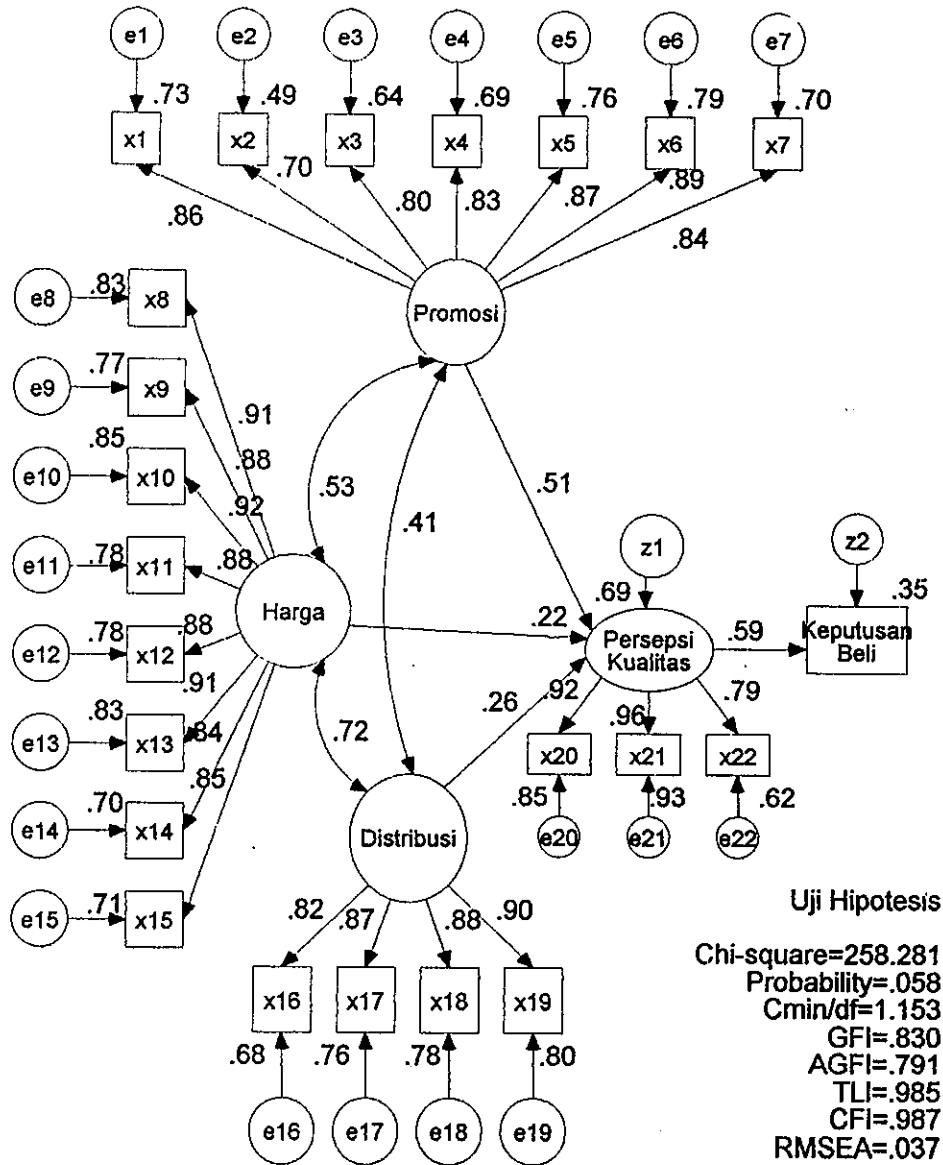 e1 e2 e3 e4 e5 e6 e7
.73 .49 .64 .69 .76 .79 .70
x1 x2 x3 x4 x5 x6 x7
.86 .70 .80 .83 .87 .89 .84
Promosi
e8 .83 x8
e9 .77 x9
e10 .85 x10
e11 .78 x11
e12 .78 x12
e13 .83 x13
e14 .70 x14
e15 .71 x15
.91
.88
.92
.88
.88
.91
.84
.85
Harga
.53
.41
.72
.51
.22
.26
z1
.69
Persepsi
Kualitas
.59
z2
.35
Keputusan
Beli
.92 .96 .79
x20 x21 x22
.85 .93 .62
e20 e21 e22
Distribusi
.82 .87 .88 .90
x16 x17 x18 x19
.68 .76 .78 .80
e16 e17 e18 e19
Uji Hipotesis
Chi-square=258.281
Probability=.058
Cmin/df=1.153
GFI=.830
AGFI=.791
TLI=.985
CFI=.987
RMSEA=.037